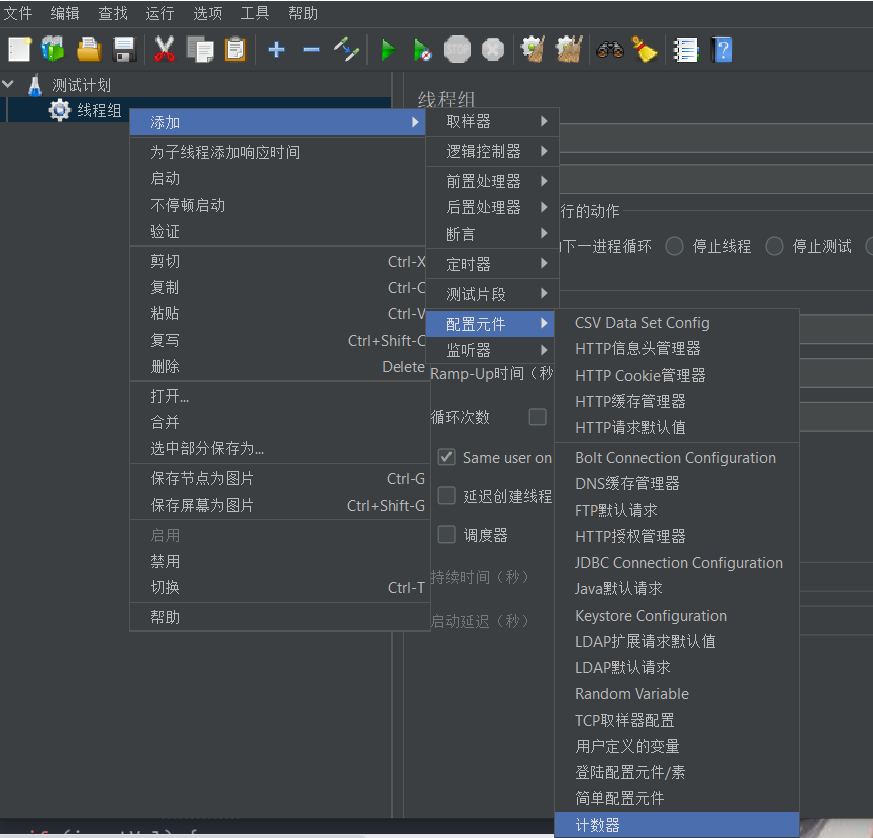 文件 编辑 查找 运行 选项 工具 帮助
STOP
测试计划
线程组
线程组
添加
为子线程添加响应时间
启动
不停顿启动
验证
剪切 Ctrl-X
复制 Ctrl-C
粘贴 Ctrl-V
复写 Ctrl+Shift-C
删除 Delete
打开...
合并
选中部分保存为...
保存节点为图片 Ctrl-G
保存屏幕为图片 Ctrl+Shift-G
启用
禁用
切换 Ctrl-T
帮助
取样器
逻辑控制器
前置处理器
后置处理器
断言
定时器
测试片段
配置元件
监听器
行的动作
下一进程循环 停止线程 停止测试
Ramp-Up时间（秒
循环次数
Same user on
延迟创建线程
调度器
持续时间（秒）
启动延迟（秒）
CSV Data Set Config
HTTP信息头管理器
HTTP Cookie管理器
HTTP缓存管理器
HTTP请求默认值
Bolt Connection Configuration
DNS缓存管理器
FTP默认请求
HTTP授权管理器
JDBC Connection Configuration
Java默认请求
Keystore Configuration
LDAP扩展请求默认值
LDAP默认请求
Random Variable
TCP取样器配置
用户定义的变量
登陆配置元件/素
简单配置元件
计数器